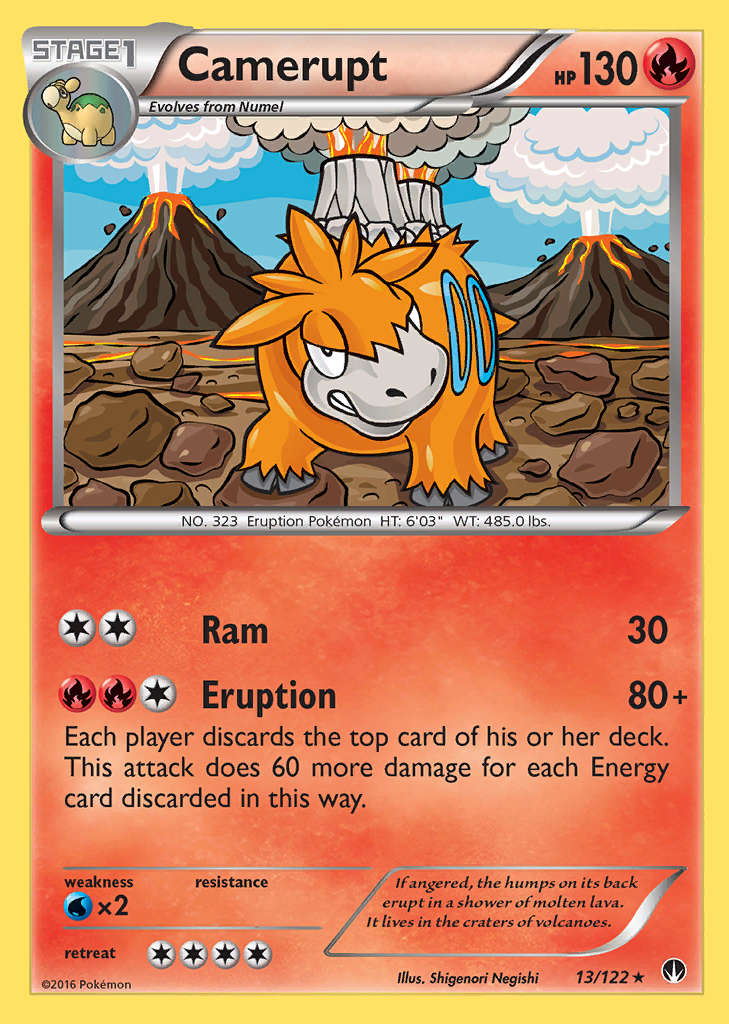 STAGE1
Camerupt
HP 130
Evolves from Numel
NO. 323 Eruption Pokémon HT: 6'03" WT: 485.0 lbs.
Ram 30
Eruption 80+
Each player discards the top card of his or her deck.
This attack does 60 more damage for each Energy
card discarded in this way.
weakness resistance
×2
retreat
If angered, the humps on its back
erupt in a shower of molten lava.
It lives in the craters of volcanoes.
©2016 Pokémon
Illus. Shigenori Negishi
13/122 ★